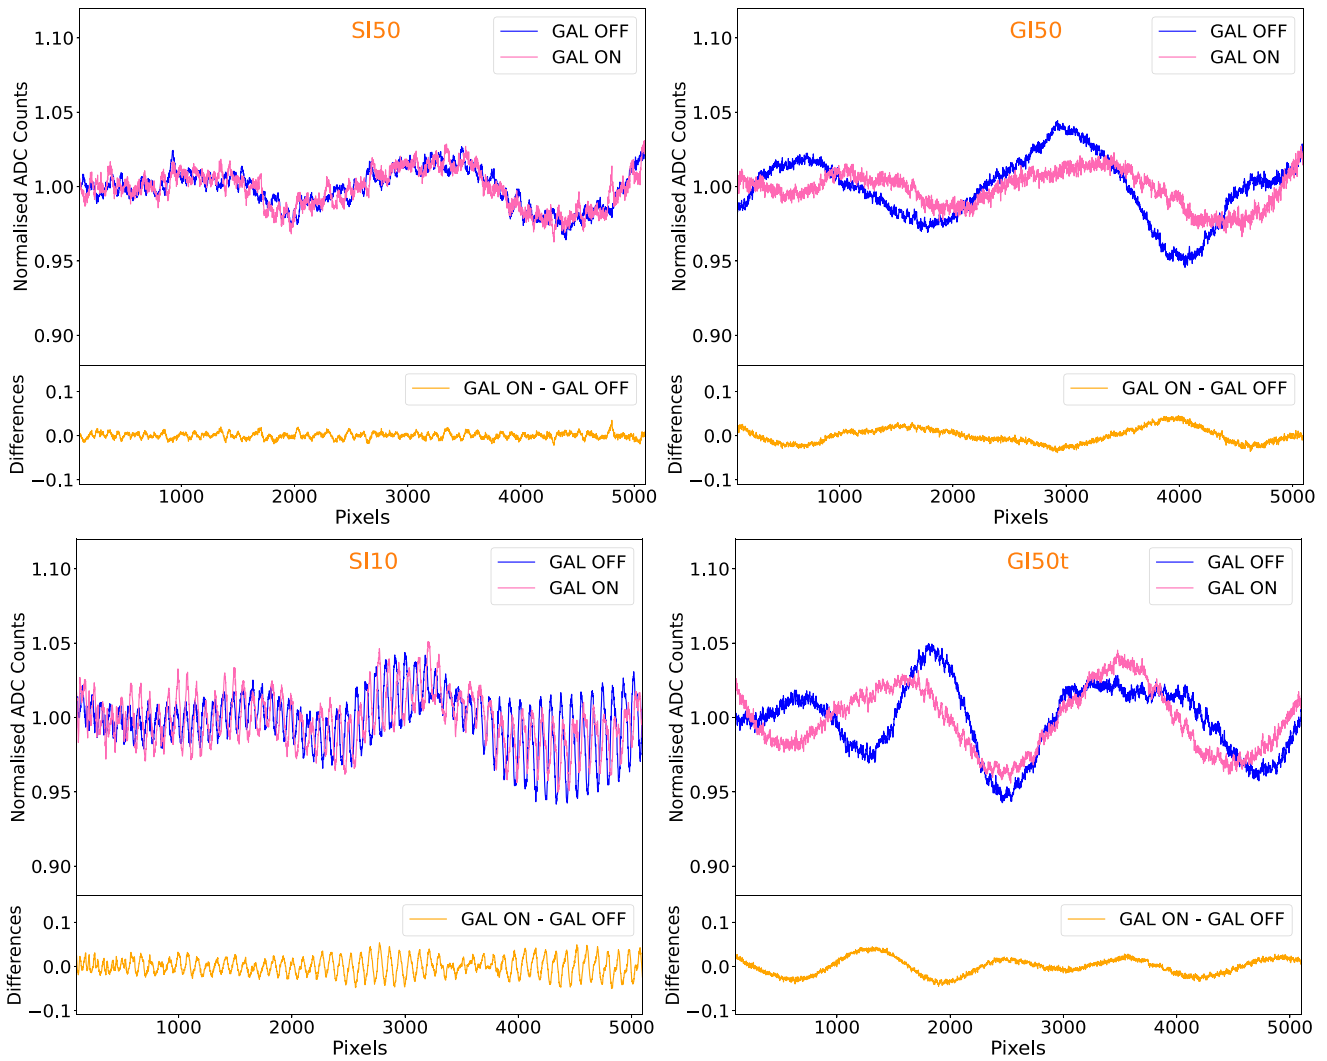 SI50
GAL OFF
GAL ON
Normalised ADC Counts
1.10
1.05
1.00
0.95
0.90
GAL ON - GAL OFF
Differences
0.1
0.0
−0.1
1000 2000 3000 4000 5000
Pixels
GI50
GAL OFF
GAL ON
Normalised ADC Counts
1.10
1.05
1.00
0.95
0.90
GAL ON - GAL OFF
Differences
0.1
0.0
−0.1
1000 2000 3000 4000 5000
Pixels
SI10
GAL OFF
GAL ON
Normalised ADC Counts
1.10
1.05
1.00
0.95
0.90
GAL ON - GAL OFF
Differences
0.1
0.0
−0.1
1000 2000 3000 4000 5000
Pixels
GI50t
GAL OFF
GAL ON
Normalised ADC Counts
1.10
1.05
1.00
0.95
0.90
GAL ON - GAL OFF
Differences
0.1
0.0
−0.1
1000 2000 3000 4000 5000
Pixels